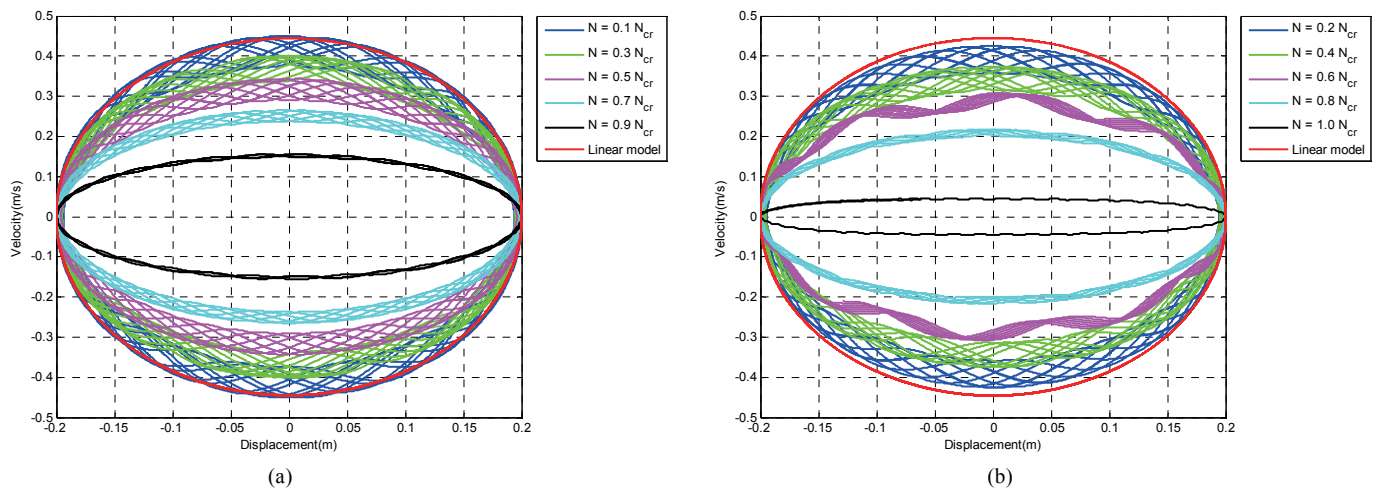 0.5
0.4
0.3
0.2
0.1
0
-0.1
-0.2
-0.3
-0.4
-0.5
Velocity(m/s)
-0.2 -0.15 -0.1 -0.05 0 0.05 0.1 0.15 0.2
Displacement(m)
N = 0.1 Ncr
N = 0.3 Ncr
N = 0.5 Ncr
N = 0.7 Ncr
N = 0.9 Ncr
Linear model
(a)
0.5
0.4
0.3
0.2
0.1
0
-0.1
-0.2
-0.3
-0.4
-0.5
Velocity(m/s)
-0.2 -0.15 -0.1 -0.05 0 0.05 0.1 0.15 0.2
Displacement(m)
N = 0.2 Ncr
N = 0.4 Ncr
N = 0.6 Ncr
N = 0.8 Ncr
N = 1.0 Ncr
Linear model
(b)